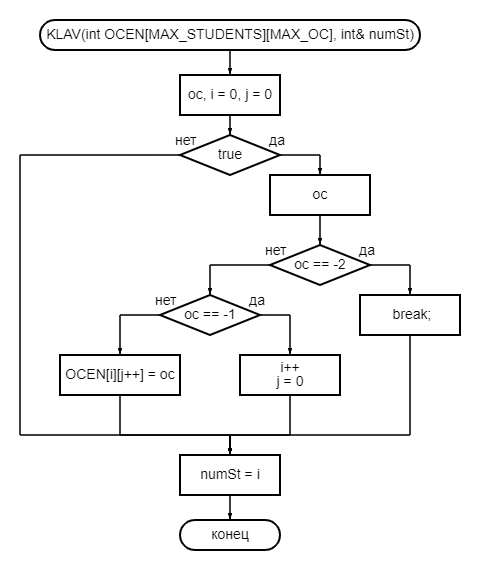 KLAV(int OCEN[MAX_STUDENTS][MAX_OC], int& numSt)
oc, i = 0, j = 0
нет
да
true
oc
нет
да
oc == -2
нет
да
oc == -1
break;
OCEN[i][j++] = oc
i++
j = 0
numSt = i
конец